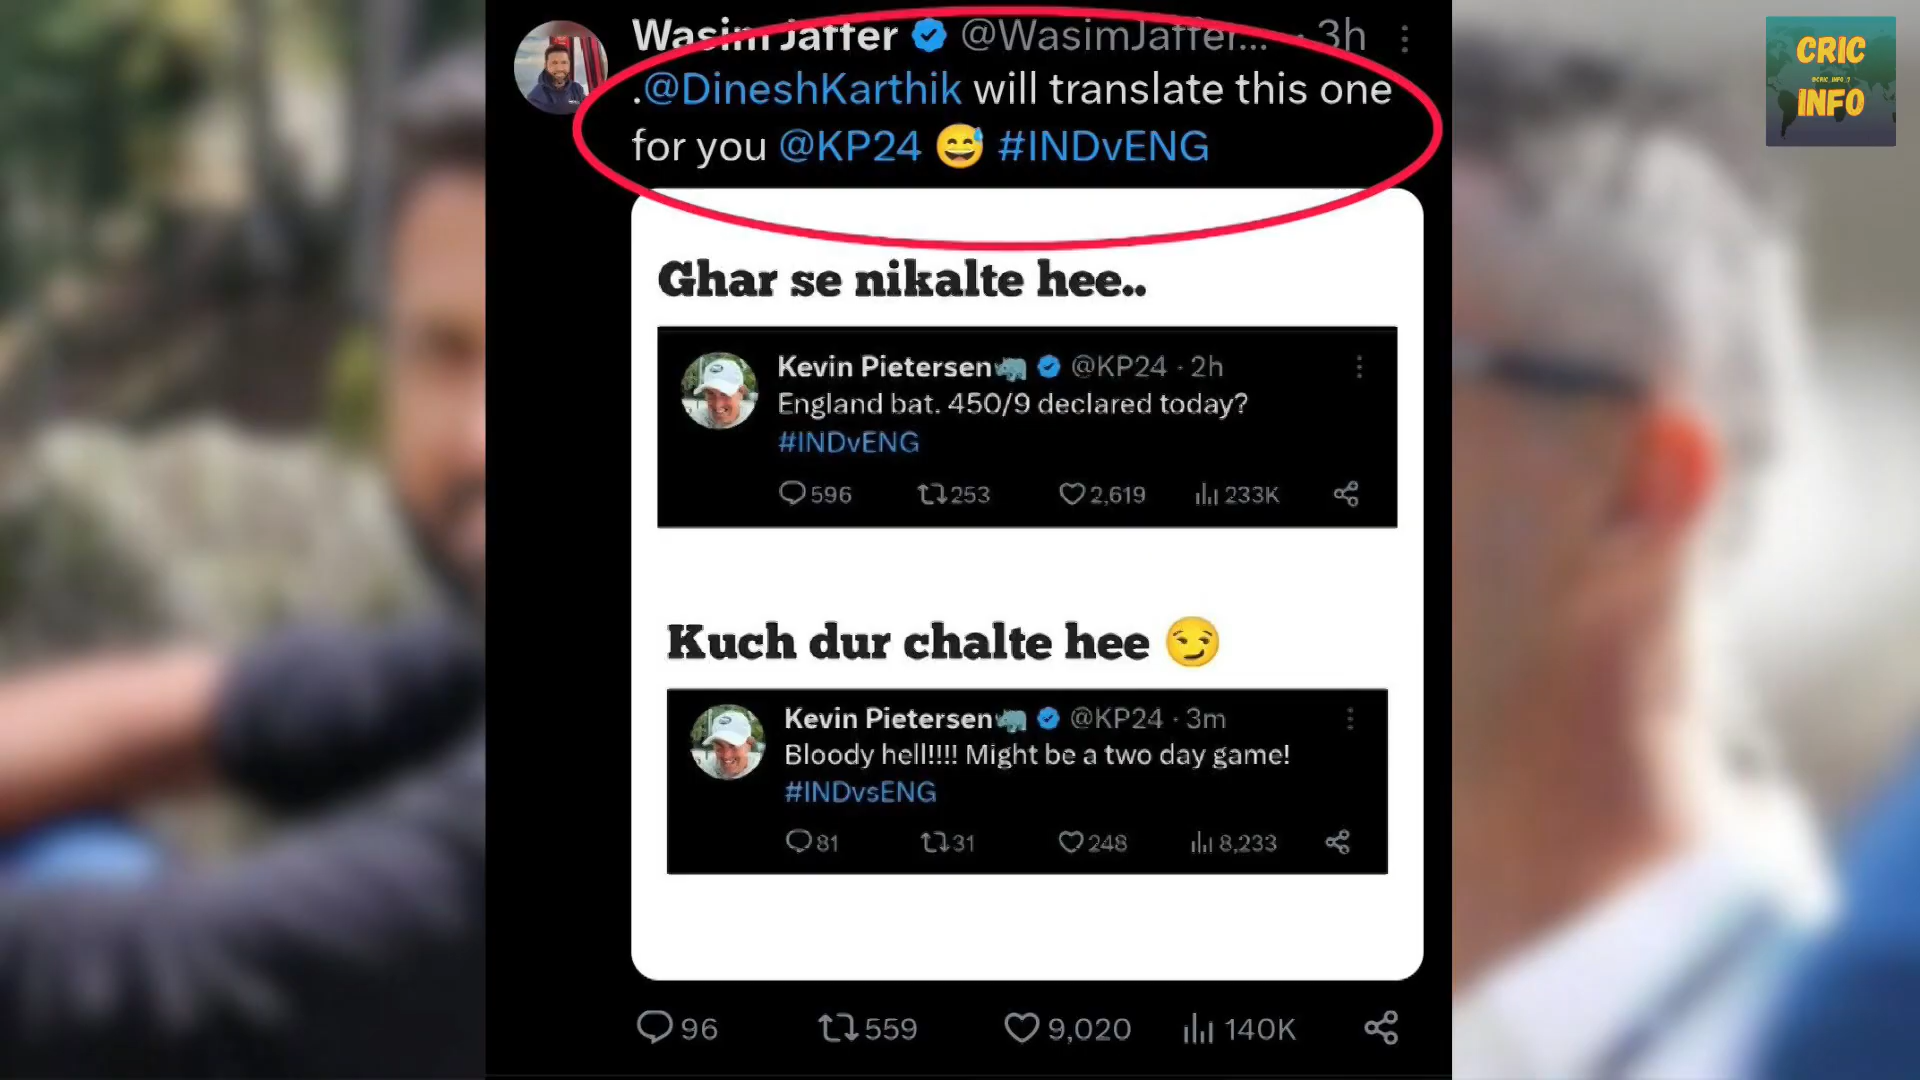 Wasim Jaffer @WasimJaffer... · 3h
.@DineshKarthik will translate this one
for you @KP24 😅 #INDvENG
Ghar se nikalte hee..
Kevin Pietersen🦏 @KP24 · 2h
England bat. 450/9 declared today?
#INDvENG
596 253 2,619 233K
Kuch dur chalte hee 😏
Kevin Pietersen🦏 @KP24 · 3m
Bloody hell!!!! Might be a two day game!
#INDvsENG
81 31 248 8,233
96 559 9,020 140K
CRIC
INFO